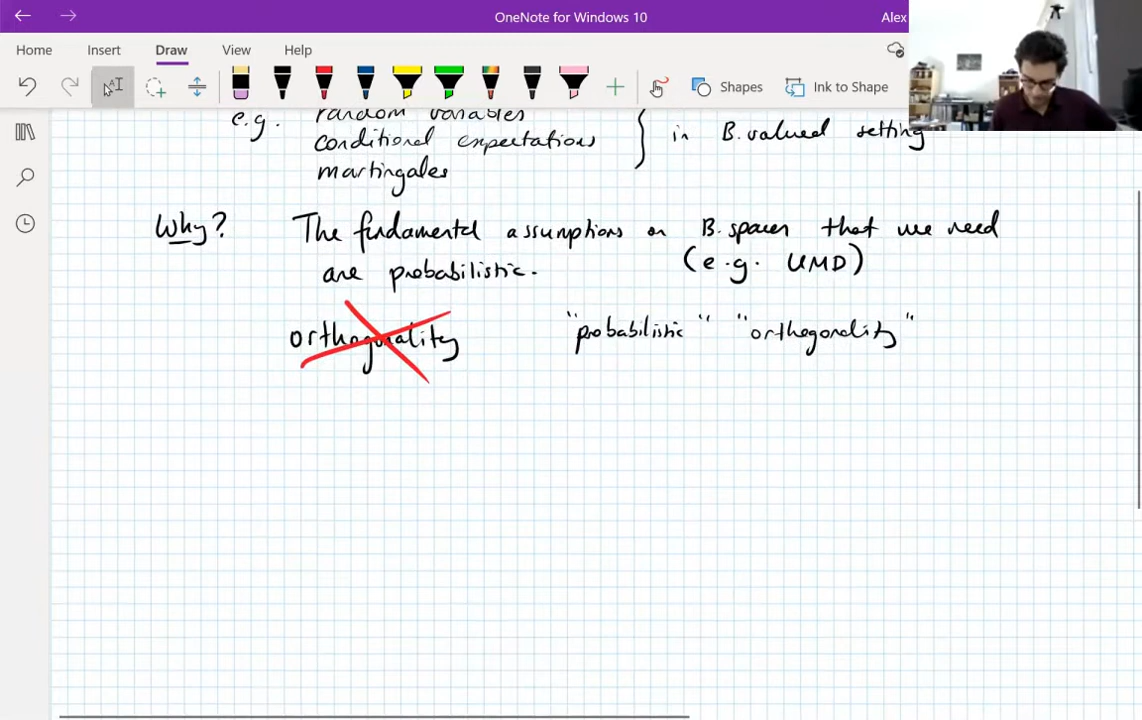 OneNote for Windows 10
Alex
Home Insert Draw View Help
Shapes Ink to Shape
e.g. random variables
conditional expectations in B. valued setting
martingales
Why? The fundamental assumptions on B. spaces that we need
are probabilistic. (e.g. UMD)
orthogonality "probabilistic" "orthogonality"